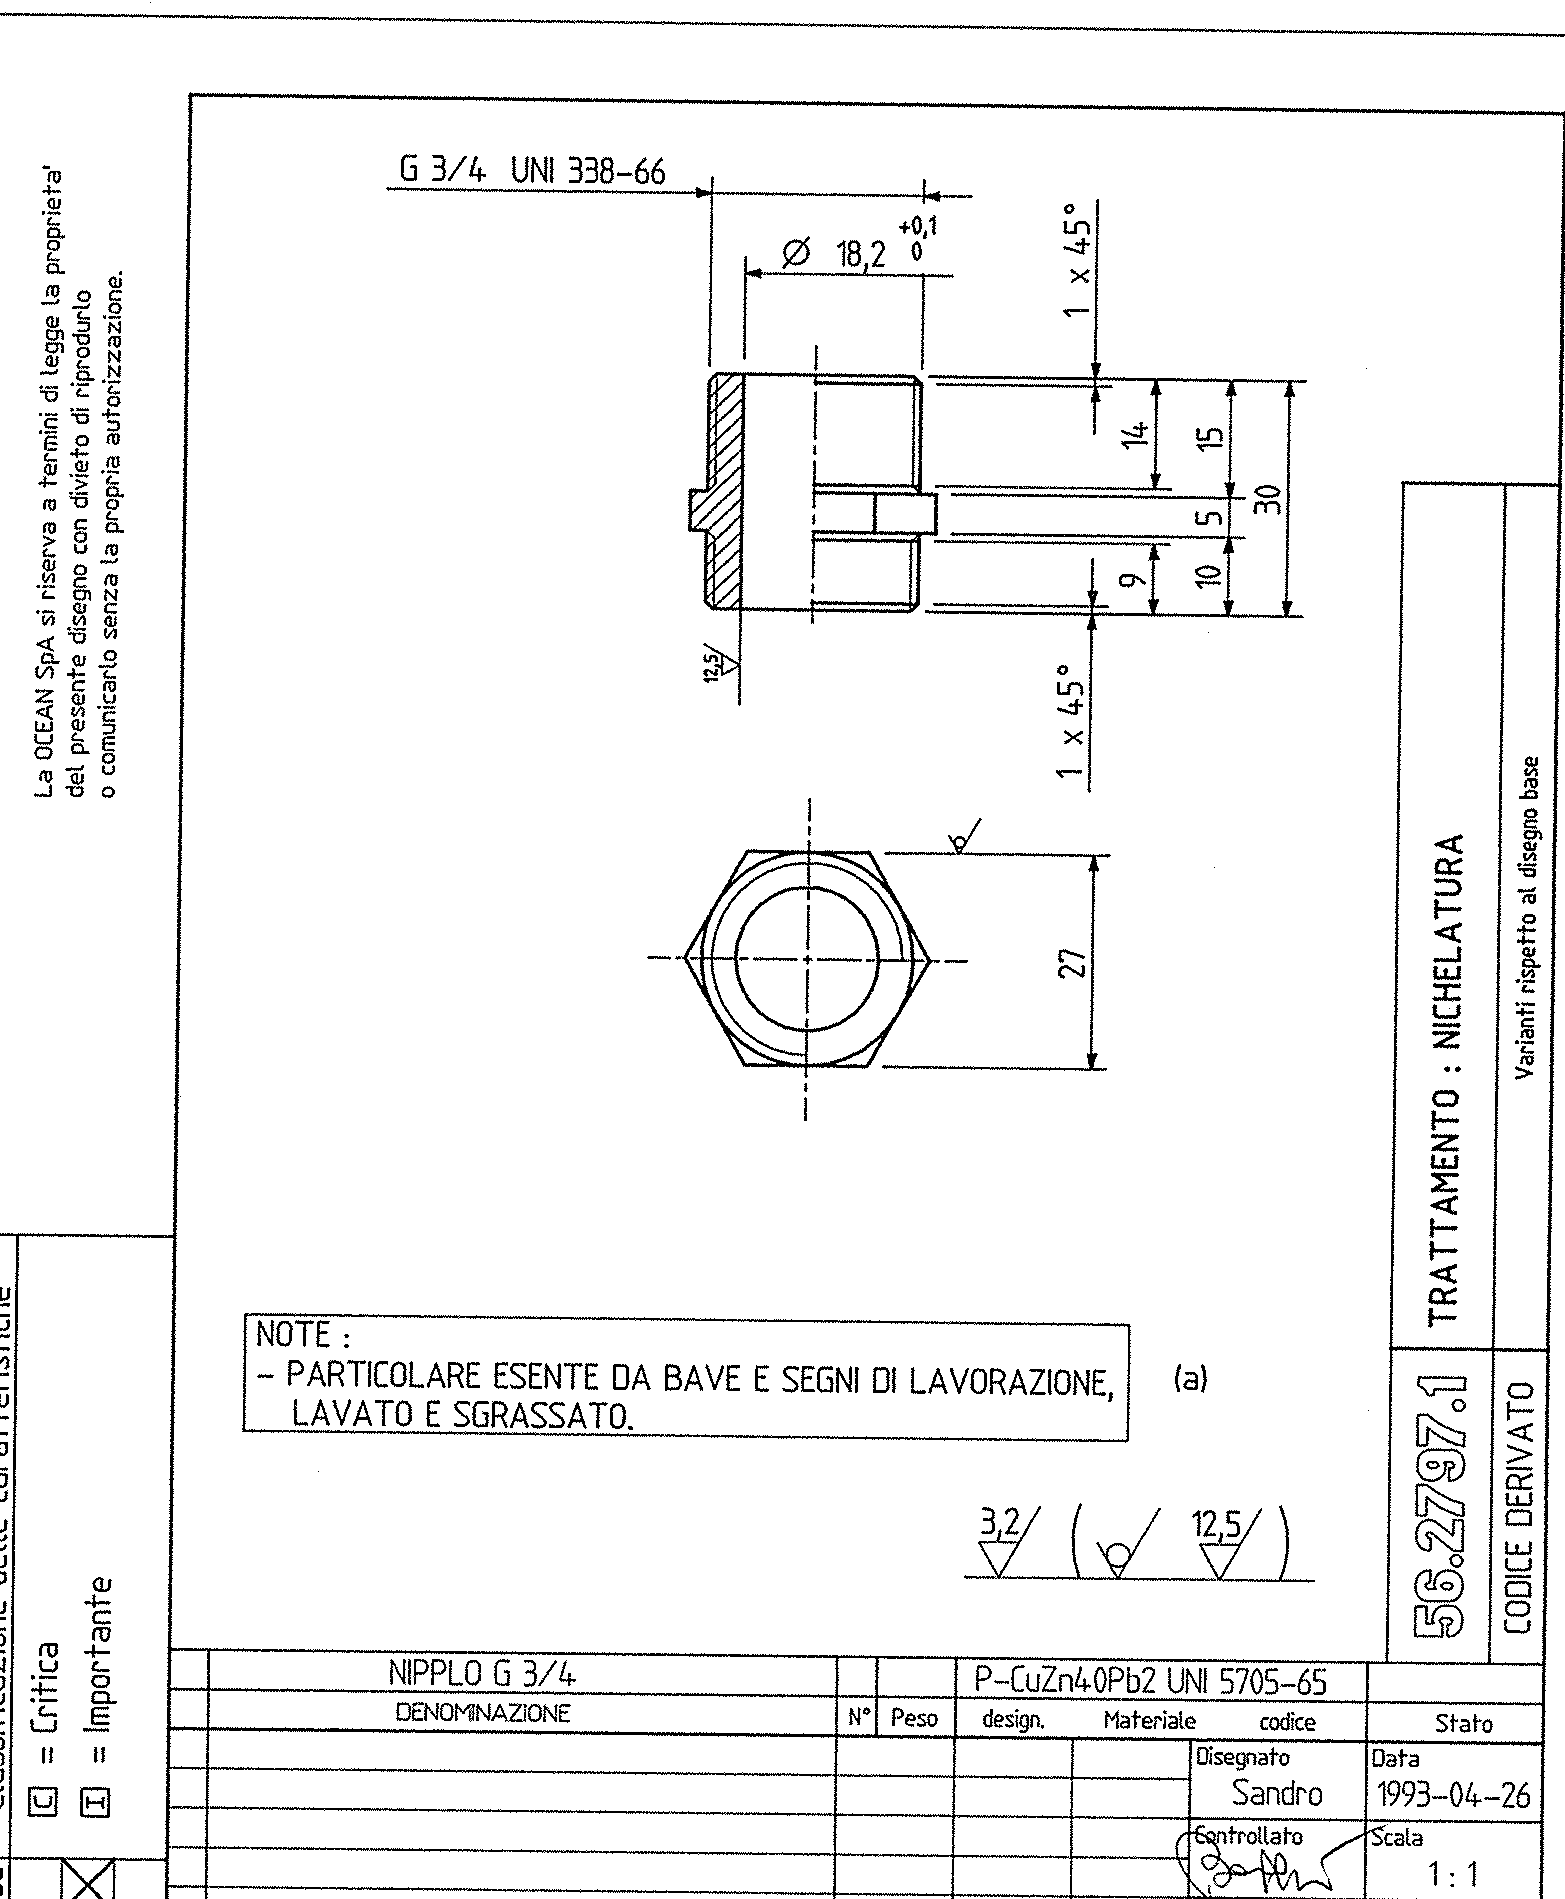 La OCEAN SpA si riserva a termini di legge la proprieta'
del presente disegno con divieto di riprodurlo
o comunicarlo senza la propria autorizzazione.
G 3/4 UNI 338-66
Ø 18,2 +0,1 0
1 x 45°
14
15
30
5
9
10
12,5
1 x 45°
27
NOTE :
- PARTICOLARE ESENTE DA BAVE E SEGNI DI LAVORAZIONE,
LAVATO E SGRASSATO.
(a)
3,2 ( 12,5 )
TRATTAMENTO : NICHELATURA
Varianti rispetto al disegno base
56.2797.1
CODICE DERIVATO
C = Critica
I = Importante
NIPPLO G 3/4
P-CuZn40Pb2 UNI 5705-65
DENOMINAZIONE
N°
Peso
design.
Materiale
codice
Stato
Disegnato
Sandro
Data
1993-04-26
Controllato
Scala
1 : 1